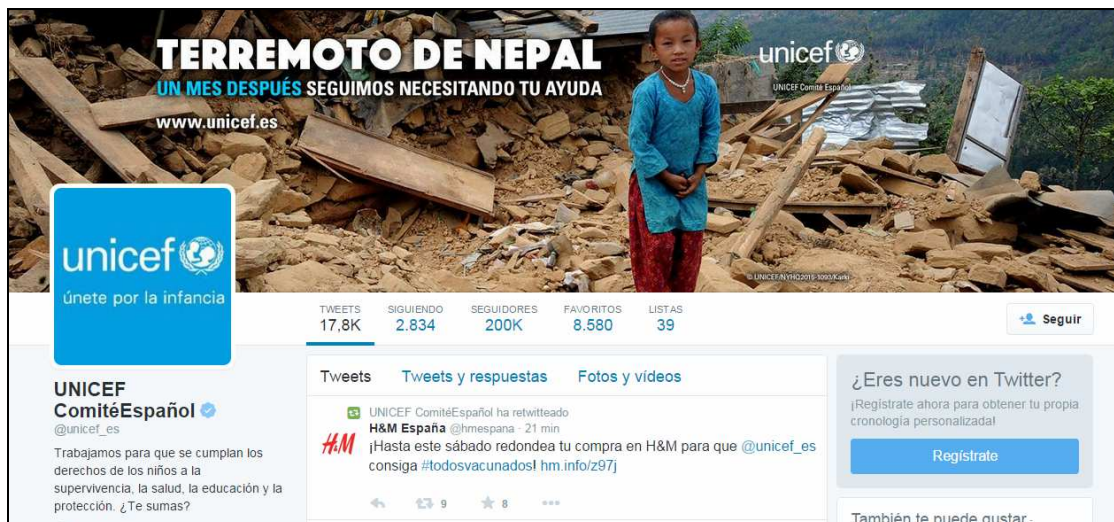 TERREMOTO DE NEPAL
UN MES DESPUÉS SEGUIMOS NECESITANDO TU AYUDA
www.unicef.es
unicef
UNICEF Comité Español
© UNICEF/NYHQ2015-1093/Karki
unicef
únete por la infancia
TWEETS
17,8K
SIGUIENDO
2.834
SEGUIDORES
200K
FAVORITOS
8.580
LISTAS
39
Seguir
UNICEF
ComitéEspañol
@unicef_es
Trabajamos para que se cumplan los
derechos de los niños a la
supervivencia, la salud, la educación y la
protección. ¿Te sumas?
Tweets Tweets y respuestas Fotos y vídeos
UNICEF ComitéEspañol ha retwitteado
H&M España @hmespana · 21 min
H&M
¡Hasta este sábado redondea tu compra en H&M para que @unicef_es
consiga #todosvacunados! hm.info/z97j
9 8
¿Eres nuevo en Twitter?
¡Regístrate ahora para obtener tu propia
cronología personalizada!
Regístrate
También te puede gustar ·